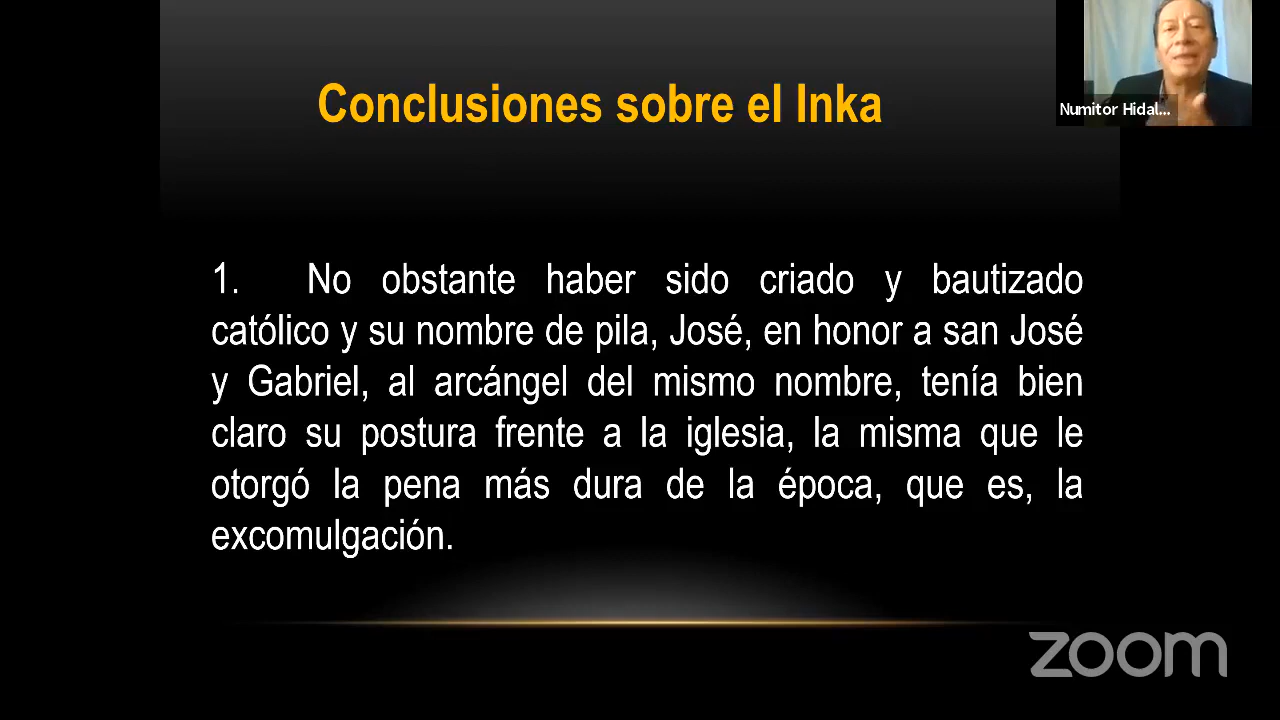 Conclusiones sobre el Inka
Numitor Hidal...
1. No obstante haber sido criado y bautizado
católico y su nombre de pila, José, en honor a san José
y Gabriel, al arcángel del mismo nombre, tenía bien
claro su postura frente a la iglesia, la misma que le
otorgó la pena más dura de la época, que es, la
excomulgación.
zoom